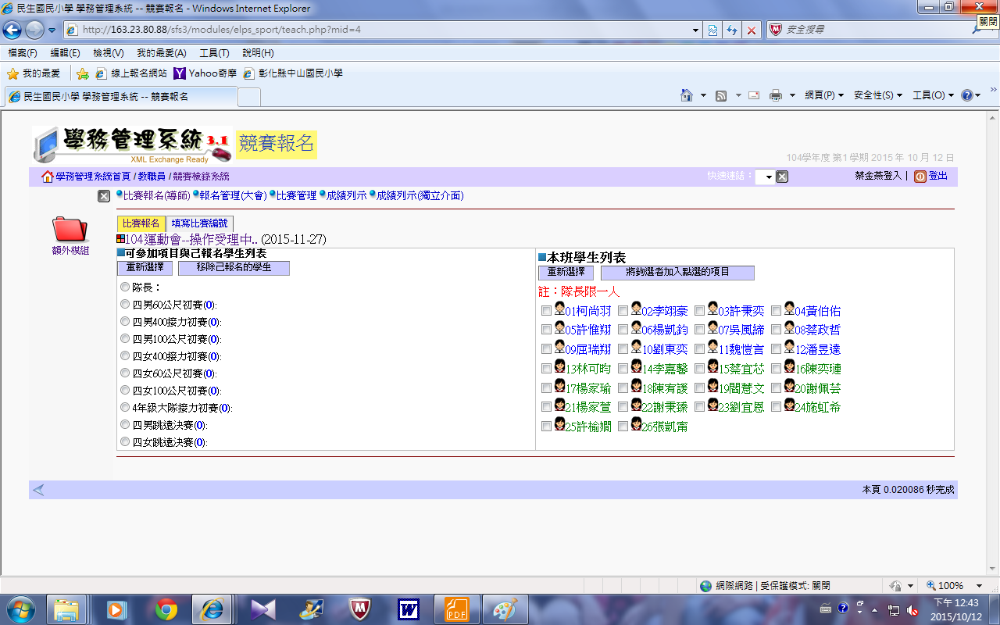 民生國民小學 學務管理系統 -- 競賽報名 - Windows Internet Explorer
關閉
http://163.23.80.88/sfs3/modules/elps_sport/teach.php?mid=4
安全搜尋
檔案(F) 編輯(E) 檢視(V) 我的最愛(A) 工具(T) 說明(H)
我的最愛 線上報名網站 Yahoo奇摩 彰化縣中山國民小學
民生國民小學 學務管理系統 -- 競賽報名
網頁(P) 安全性(S) 工具(O)
學務管理系統 3.1 競賽報名
XML Exchange Ready
104學年度 第1學期 2015 年 10 月 12 日
學務管理系統首頁 / 教職員 / 競賽檢錄系統
快速連結： 蔡金燕登入 | 登出
比賽報名(導師) 報名管理(大會) 比賽管理 成績列示 成績列示(獨立介面)
額外模組
比賽報名 填寫比賽編號
104運動會--操作受理中.. (2015-11-27)
可參加項目與己報名學生列表
重新選擇 移除己報名的學生
隊長：
四男60公尺初賽(0):
四男400接力初賽(0):
四男100公尺初賽(0):
四女400接力初賽(0):
四女60公尺初賽(0):
四女100公尺初賽(0):
4年級大隊接力初賽(0):
四男跳遠決賽(0):
四女跳遠決賽(0):
本班學生列表
重新選擇 將鉤選者加入點選的項目
註：隊長限一人
01柯尚羽 02李翊豪 03許秉奕 04黃伯佑
05許惟翔 06楊凱鈞 07吳風締 08蔡政哲
09屈瑞翔 10劉東奕 11魏愷言 12潘昱達
13林可昀 14李嘉馨 15蔡宜芯 16陳奕璉
17楊家瑜 18陳宥諼 19閻薏文 20謝佩芸
21楊家萱 22謝秉臻 23劉宜恩 24施虹希
25許榆嫺 26張凱甯
本頁 0.020086 秒完成
網際網路 | 受保護模式: 關閉
100%
下午 12:43
2015/10/12